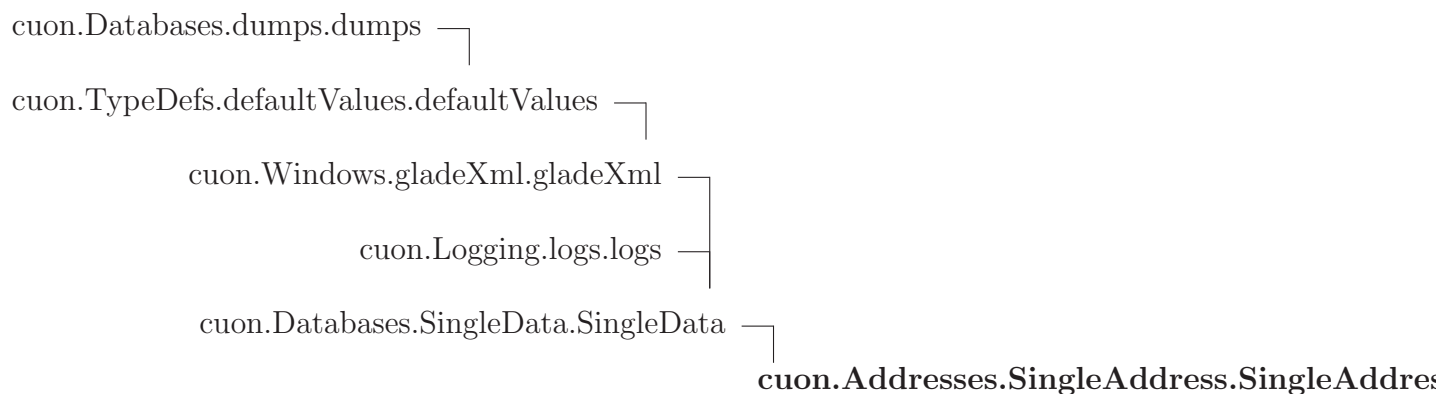 cuon.Databases.dumps.dumps
cuon.TypeDefs.defaultValues.defaultValues
cuon.Windows.gladeXml.gladeXml
cuon.Logging.logs.logs
cuon.Databases.SingleData.SingleData
cuon.Addresses.SingleAddress.SingleAddres